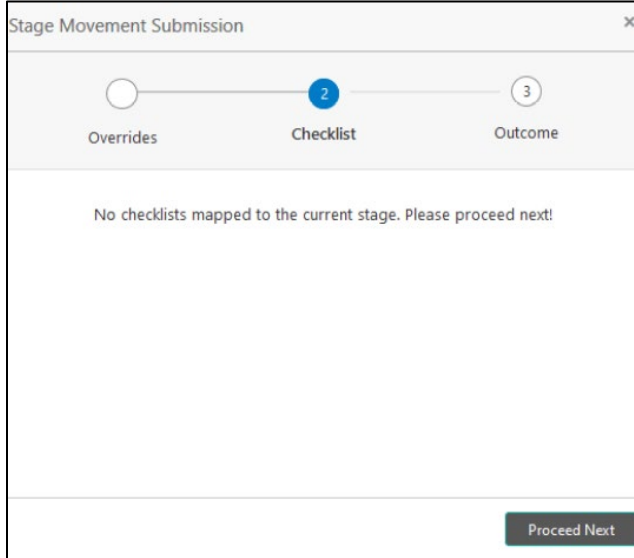 Stage Movement Submission
×
2
3
Overrides
Checklist
Outcome
No checklists mapped to the current stage. Please proceed next!
Proceed Next